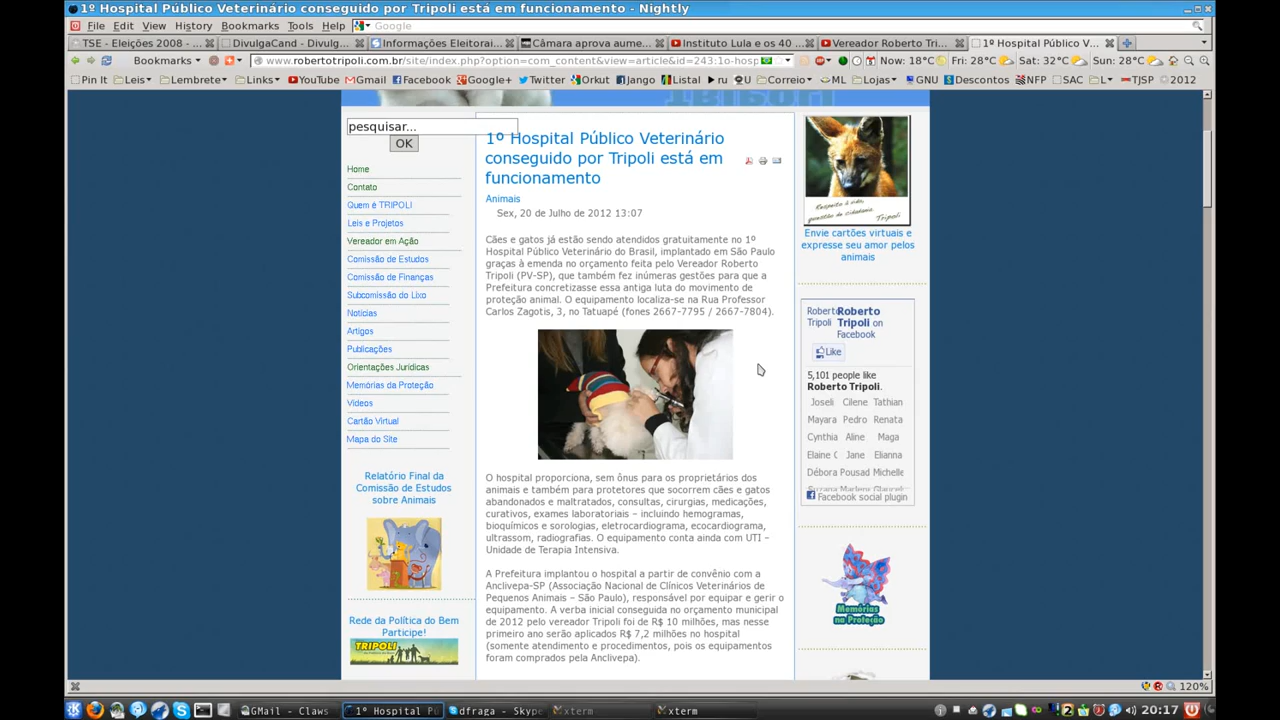 1º Hospital Público Veterinário conseguido por Tripoli está em funcionamento - Nightly
File Edit View History Bookmarks Tools Help Google
TSE - Eleições 2008 - ... DivulgaCand - Divulg... Informações Eleitorai... Câmara aprova aume... Instituto Lula e os 40 ... Vereador Roberto Tri... 1º Hospital Público V...
Bookmarks www.robertotripoli.com.br/site/index.php?option=com_content&view=article&id=243:1o-hosp Now: 18°C Fri: 28°C Sat: 32°C Sun: 28°C
Pin It Leis Lembrete Links YouTube Gmail Facebook Google+ Twitter Orkut Jango Listal ru U Correio ML Lojas GNU Descontos NFP SAC L TJSP 2012
pesquisar...
OK
Home
Contato
Quem é TRIPOLI
Leis e Projetos
Vereador em Ação
Comissão de Estudos
Comissão de Finanças
Subcomissão do Lixo
Notícias
Artigos
Publicações
Orientações Jurídicas
Memórias da Proteção
Vídeos
Cartão Virtual
Mapa do Site
Relatório Final da
Comissão de Estudos
sobre Animais
Rede da Política do Bem
Participe!
TRIPOLI
1º Hospital Público Veterinário
conseguido por Tripoli está em
funcionamento
Animais
Sex, 20 de Julho de 2012 13:07
Cães e gatos já estão sendo atendidos gratuitamente no 1º
Hospital Público Veterinário do Brasil, implantado em São Paulo
graças à emenda no orçamento feita pelo Vereador Roberto
Tripoli (PV-SP), que também fez inúmeras gestões para que a
Prefeitura concretizasse essa antiga luta do movimento de
proteção animal. O equipamento localiza-se na Rua Professor
Carlos Zagotis, 3, no Tatuapé (fones 2667-7795 / 2667-7804).
O hospital proporciona, sem ônus para os proprietários dos
animais e também para protetores que socorrem cães e gatos
abandonados e maltratados, consultas, cirurgias, medicações,
curativos, exames laboratoriais – incluindo hemogramas,
bioquímicos e sorologias, eletrocardiograma, ecocardiograma,
ultrassom, radiografias. O equipamento conta ainda com UTI –
Unidade de Terapia Intensiva.
A Prefeitura implantou o hospital a partir de convênio com a
Anclivepa-SP (Associação Nacional de Clínicos Veterinários de
Pequenos Animais – São Paulo), responsável por equipar e gerir o
equipamento. A verba inicial conseguida no orçamento municipal
de 2012 pelo vereador Tripoli foi de R$ 10 milhões, mas nesse
primeiro ano serão aplicados R$ 7,2 milhões no hospital
(somente atendimento e procedimentos, pois os equipamentos
foram comprados pela Anclivepa).
Respeito à vida,
questão de cidadania.
Tripoli
Envie cartões virtuais e
expresse seu amor pelos
animais
Roberto Tripoli
Roberto Tripoli on Facebook
Like
5,101 people like
Roberto Tripoli.
Joseli Cilene Tathian
Mayara Pedro Renata
Cynthia Aline Maga
Elaine C Jane Elianna
Débora Pousad Michelle
Facebook social plugin
Memórias
na Proteção
120%
GMail - Claws 1º Hospital Pú dfraga - Skype xterm xterm 2 20:17